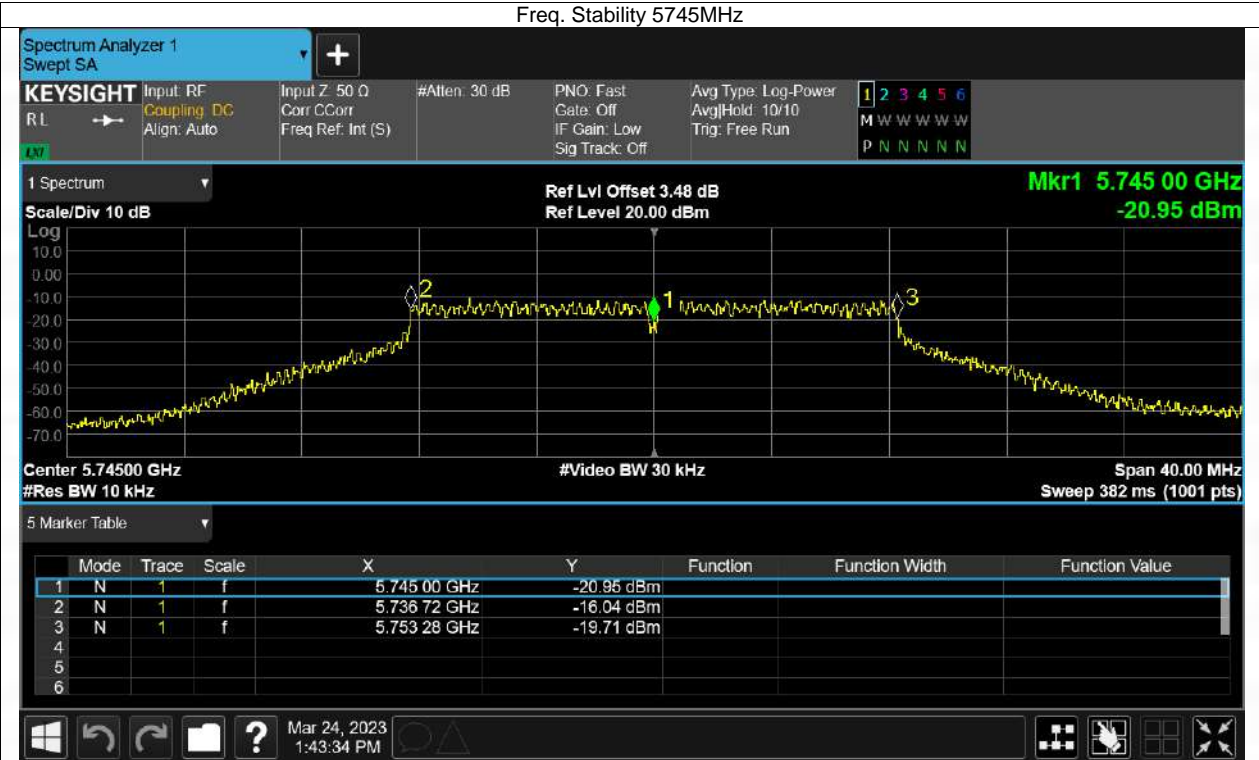 Freq. Stability 5745MHz
Spectrum Analyzer 1
Swept SA
+
KEYSIGHT
RL
LXI
Input: RF
Coupling: DC
Align: Auto
Input Z: 50 Ω
Corr CCorr
Freq Ref: Int (S)
#Atten: 30 dB
PNO: Fast
Gate: Off
IF Gain: Low
Sig Track: Off
Avg Type: Log-Power
Avg|Hold: 10/10
Trig: Free Run
1 2 3 4 5 6
M W W W W W
P N N N N N
1 Spectrum
Scale/Div 10 dB
Ref Lvl Offset 3.48 dB
Ref Level 20.00 dBm
Mkr1 5.745 00 GHz
-20.95 dBm
Log
10.0
0.00
-10.0
-20.0
-30.0
-40.0
-50.0
-60.0
-70.0
2
1
3
Center 5.74500 GHz
#Video BW 30 kHz
Span 40.00 MHz
#Res BW 10 kHz
Sweep 382 ms (1001 pts)
5 Marker Table
Mode Trace Scale X Y Function Function Width Function Value
1 N 1 f 5.745 00 GHz -20.95 dBm
2 N 1 f 5.736 72 GHz -16.04 dBm
3 N 1 f 5.753 28 GHz -19.71 dBm
4
5
6
?
Mar 24, 2023
1:43:34 PM